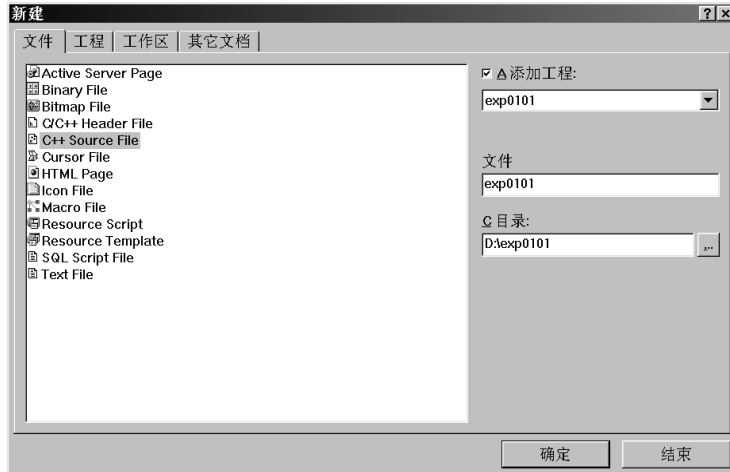 新建
文件 工程 工作区 其它文档
Active Server Page
Binary File
Bitmap File
C/C++ Header File
C++ Source File
Cursor File
HTML Page
Icon File
Macro File
Resource Script
Resource Template
SQL Script File
Text File
A添加工程:
exp0101
文件
exp0101
C目录:
D:\exp0101
...
确定
结束